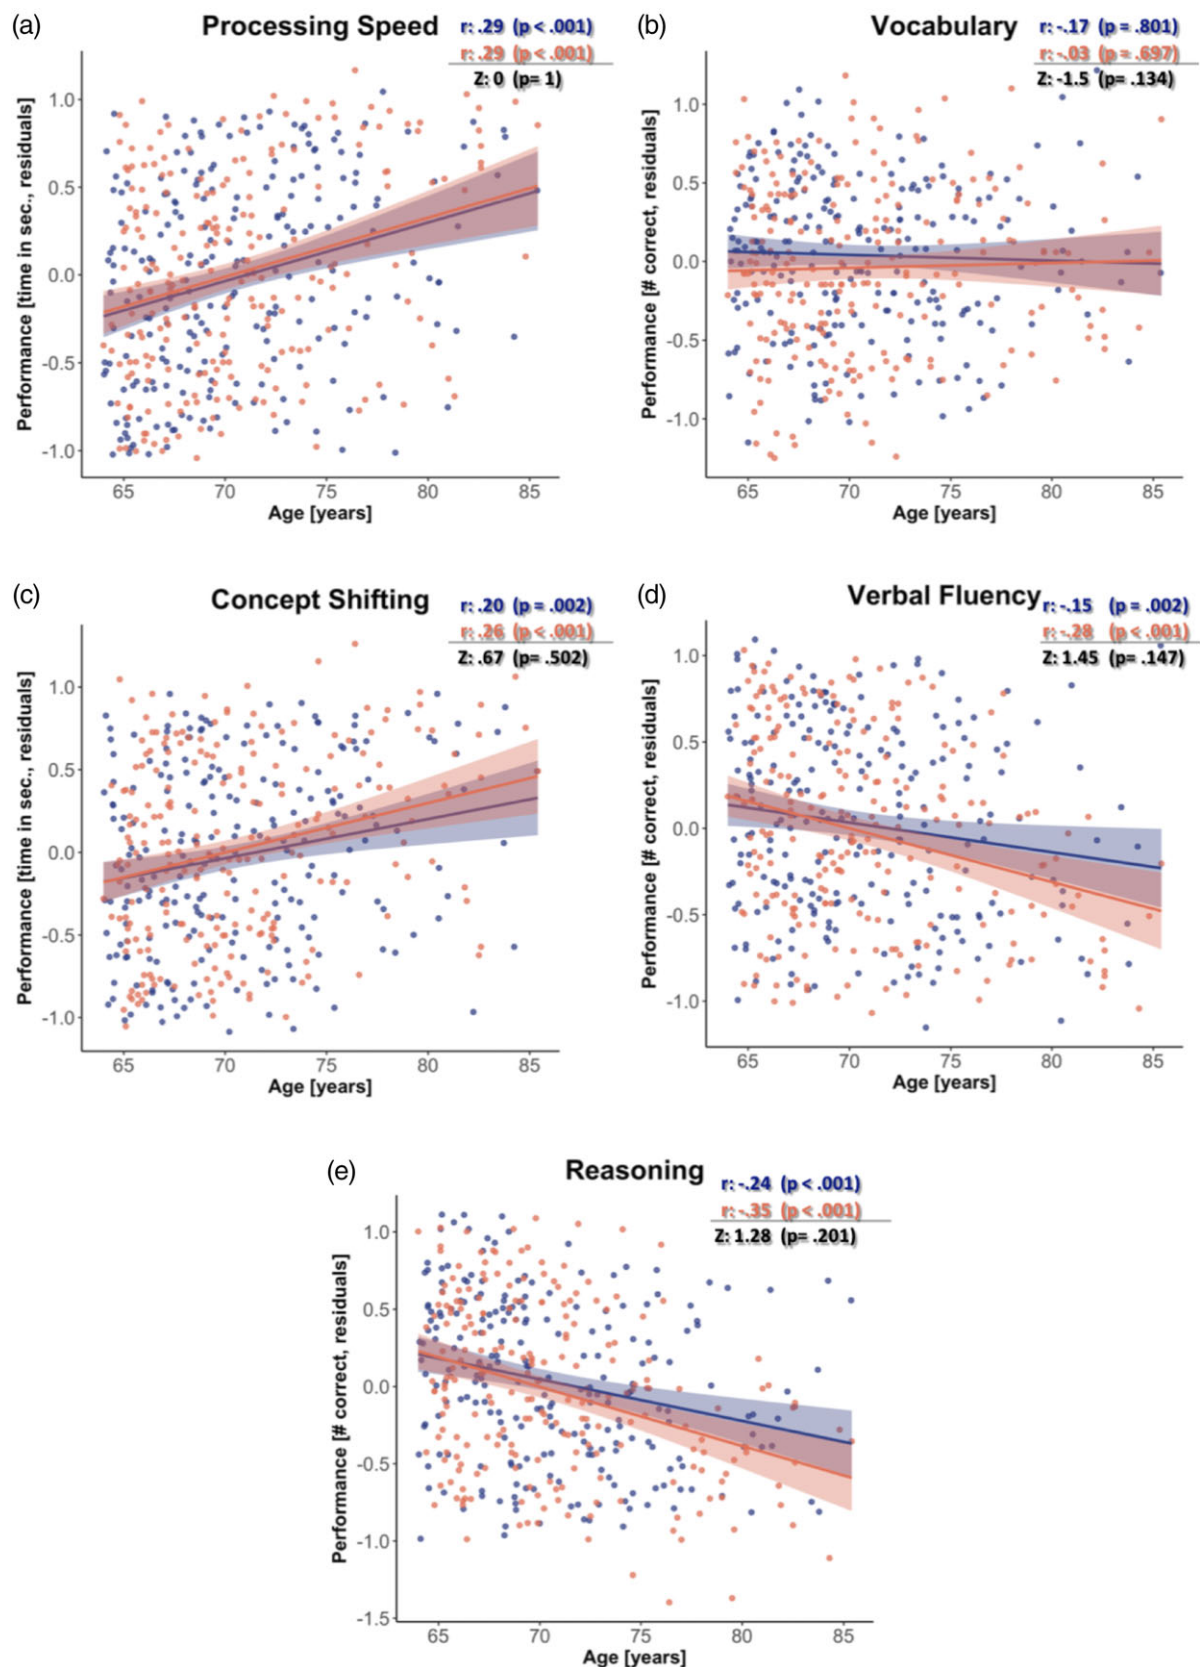 (a) Processing Speed
r: .29 (p < .001)
r: .29 (p < .001)
Z: 0 (p= 1)
Performance [time in sec., residuals]
1.0
0.5
0.0
-0.5
-1.0
65 70 75 80 85
Age [years]
(b) Vocabulary
r: -.17 (p = .801)
r: -.03 (p = .697)
Z: -1.5 (p= .134)
Performance [# correct, residuals]
1.0
0.5
0.0
-0.5
-1.0
65 70 75 80 85
Age [years]
(c) Concept Shifting
r: .20 (p = .002)
r: .26 (p < .001)
Z: .67 (p= .502)
Performance [time in sec., residuals]
1.0
0.5
0.0
-0.5
-1.0
65 70 75 80 85
Age [years]
(d) Verbal Fluency
r: -.15 (p = .002)
r: -.28 (p < .001)
Z: 1.45 (p= .147)
Performance [# correct, residuals]
1.0
0.5
0.0
-0.5
-1.0
65 70 75 80 85
Age [years]
(e) Reasoning
r: -.24 (p < .001)
r: -.35 (p < .001)
Z: 1.28 (p= .201)
Performance [# correct, residuals]
1.0
0.5
0.0
-0.5
-1.0
-1.5
65 70 75 80 85
Age [years]